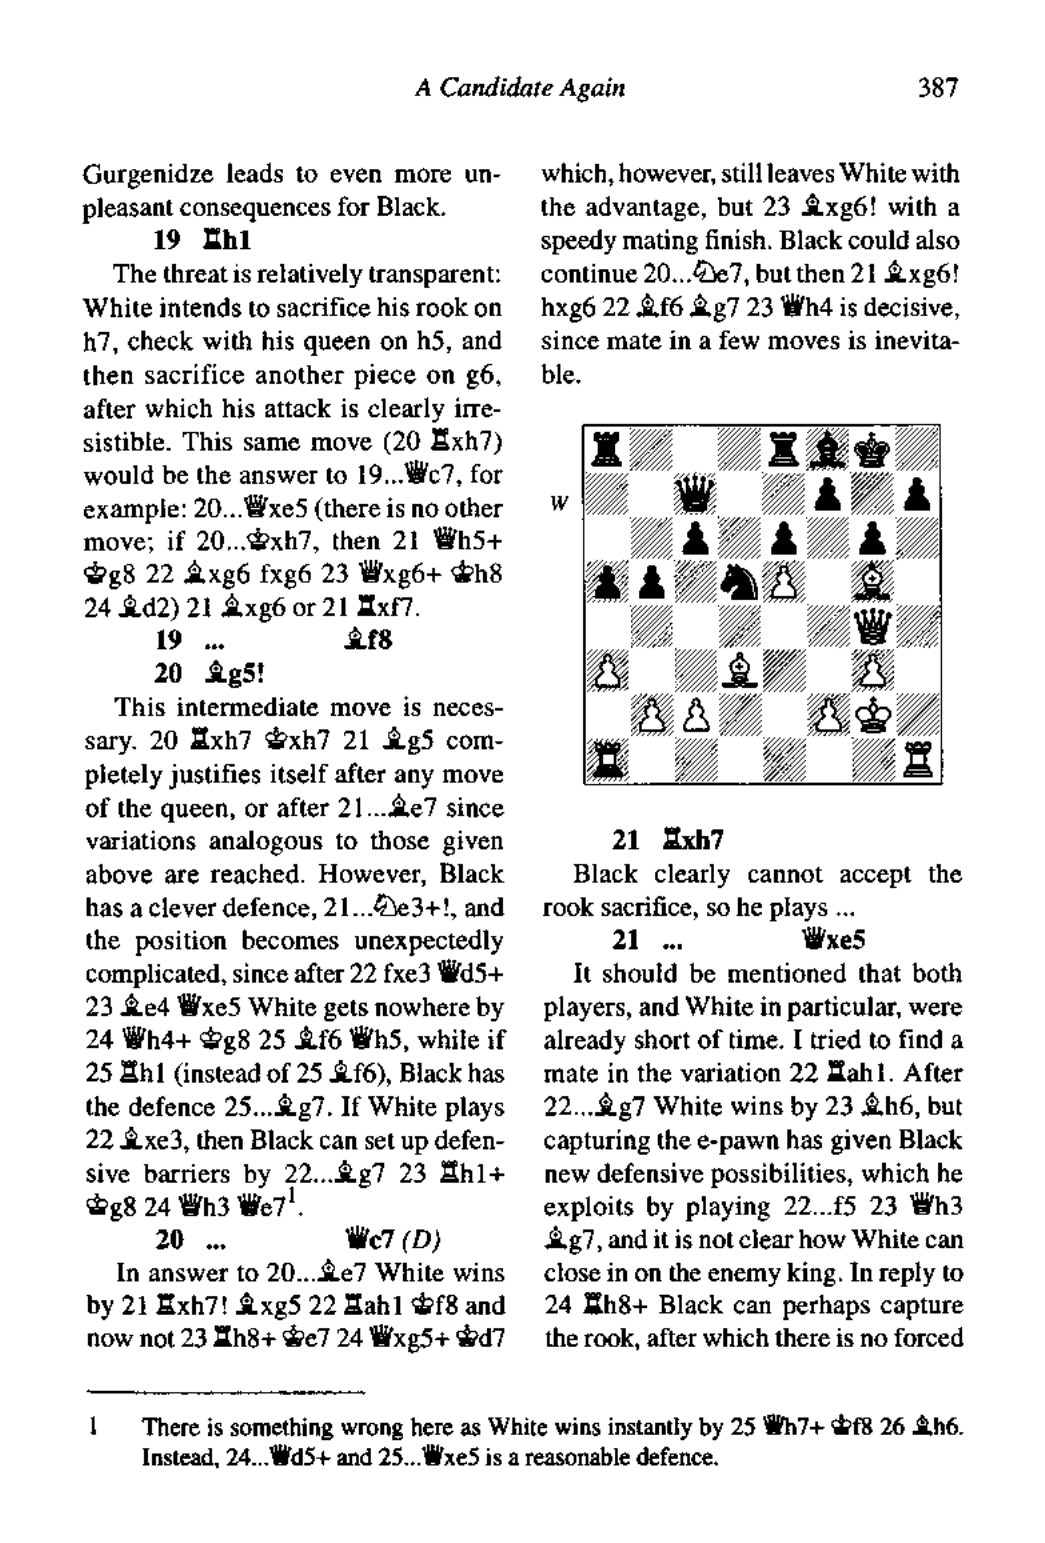 A Candidate Again 387
Gurgenidze leads to even more un-
pleasant consequences for Black.
19 ♖h1
The threat is relatively transparent:
White intends to sacrifice his rook on
h7, check with his queen on h5, and
then sacrifice another piece on g6,
after which his attack is clearly irre-
sistible. This same move (20 ♖xh7)
would be the answer to 19...♕c7, for
example: 20...♕xe5 (there is no other
move; if 20...♔xh7, then 21 ♕h5+
♔g8 22 ♗xg6 fxg6 23 ♕xg6+ ♔h8
24 ♗d2) 21 ♗xg6 or 21 ♖xf7.
19 ... ♗f8
20 ♗g5!
This intermediate move is neces-
sary. 20 ♖xh7 ♔xh7 21 ♗g5 com-
pletely justifies itself after any move
of the queen, or after 21...♗e7 since
variations analogous to those given
above are reached. However, Black
has a clever defence, 21...♘e3+!, and
the position becomes unexpectedly
complicated, since after 22 fxe3 ♕d5+
23 ♗e4 ♕xe5 White gets nowhere by
24 ♕h4+ ♔g8 25 ♗f6 ♕h5, while if
25 ♖h1 (instead of 25 ♗f6), Black has
the defence 25...♗g7. If White plays
22 ♗xe3, then Black can set up defen-
sive barriers by 22...♗g7 23 ♖h1+
♔g8 24 ♕h3 ♕e7¹.
20 ... ♕c7 (D)
In answer to 20...♗e7 White wins
by 21 ♖xh7! ♗xg5 22 ♖ah1 ♔f8 and
now not 23 ♖h8+ ♔e7 24 ♕xg5+ ♔d7
which, however, still leaves White with
the advantage, but 23 ♗xg6! with a
speedy mating finish. Black could also
continue 20...♘e7, but then 21 ♗xg6!
hxg6 22 ♗f6 ♗g7 23 ♕h4 is decisive,
since mate in a few moves is inevita-
ble.
W
21 ♖xh7
Black clearly cannot accept the
rook sacrifice, so he plays ...
21 ... ♕xe5
It should be mentioned that both
players, and White in particular, were
already short of time. I tried to find a
mate in the variation 22 ♖ah1. After
22...♗g7 White wins by 23 ♗h6, but
capturing the e-pawn has given Black
new defensive possibilities, which he
exploits by playing 22...f5 23 ♕h3
♗g7, and it is not clear how White can
close in on the enemy king. In reply to
24 ♖h8+ Black can perhaps capture
the rook, after which there is no forced
1 There is something wrong here as White wins instantly by 25 ♕h7+ ♔f8 26 ♗h6.
Instead, 24...♕d5+ and 25...♕xe5 is a reasonable defence.